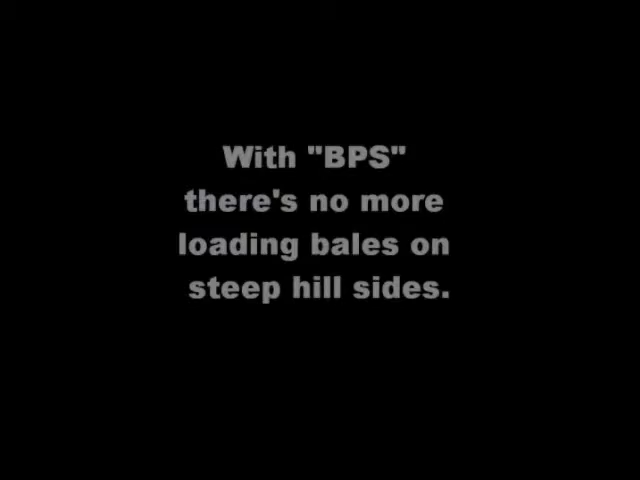 With "BPS"
there's no more
loading bales on
steep hill sides.